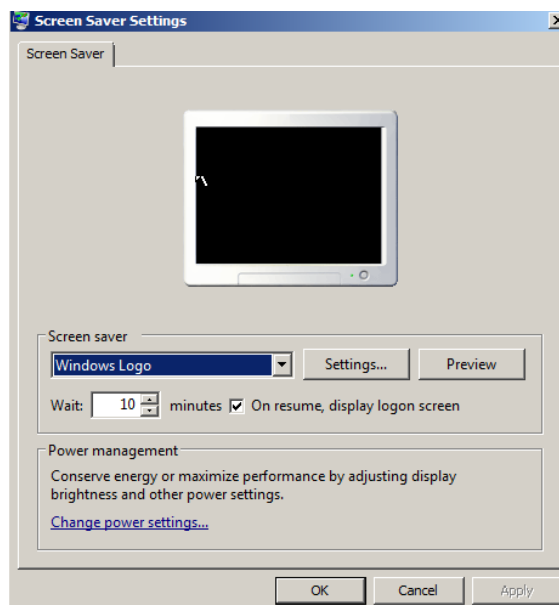 Screen Saver Settings
Screen Saver
Screen saver
Windows Logo
Settings...
Preview
Wait: 10 minutes On resume, display logon screen
Power management
Conserve energy or maximize performance by adjusting display
brightness and other power settings.
Change power settings...
OK Cancel Apply